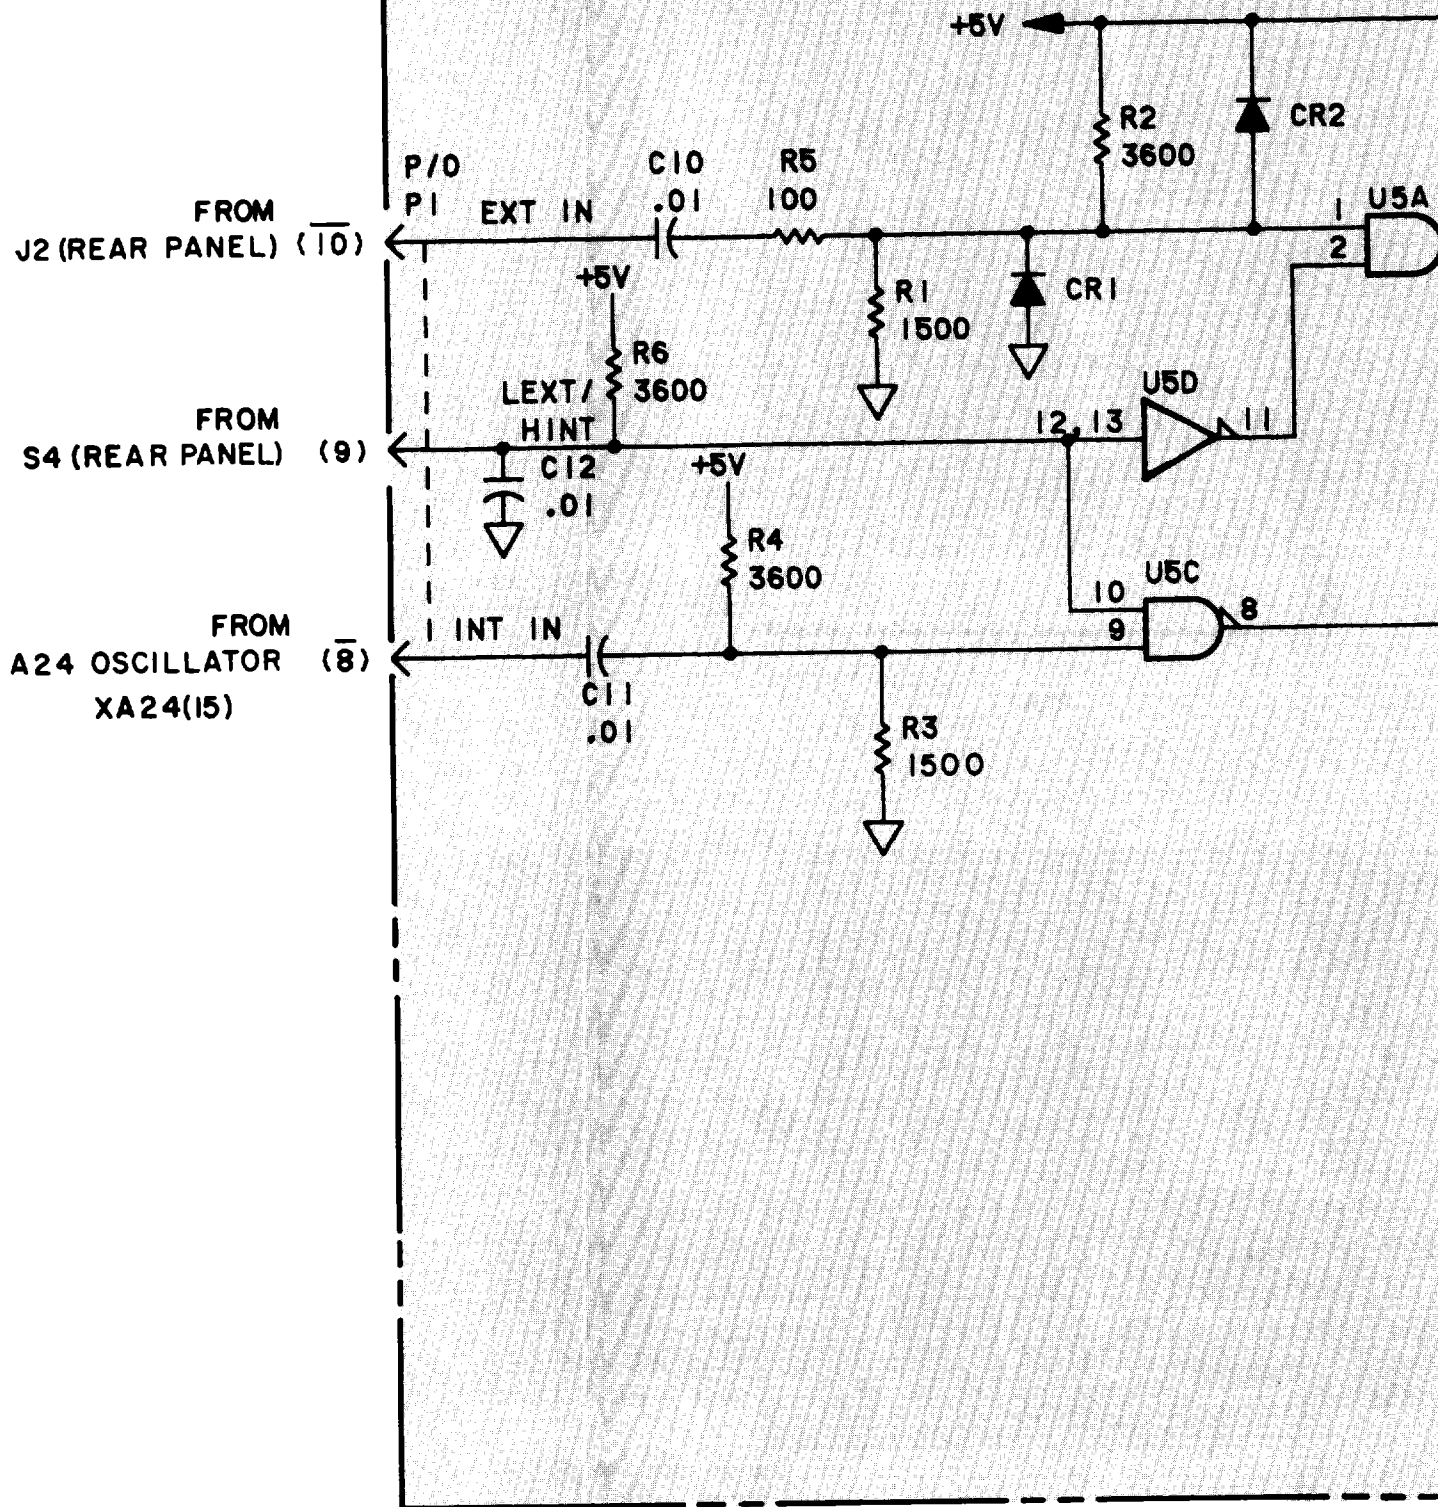 +5V
R2
3600
CR2
P/O
P1
C10
.01
R5
100
U5A
FROM
J2 (REAR PANEL) (1̅0̅)
EXT IN
1
2
+5V
R1
1500
CR1
R6
3600
LEXT/
HINT
U5D
FROM
S4 (REAR PANEL) (9)
12,13
11
C12
.01
+5V
R4
3600
U5C
10
9
8
FROM
A24 OSCILLATOR (8̅)
XA24(15)
INT IN
C11
.01
R3
1500